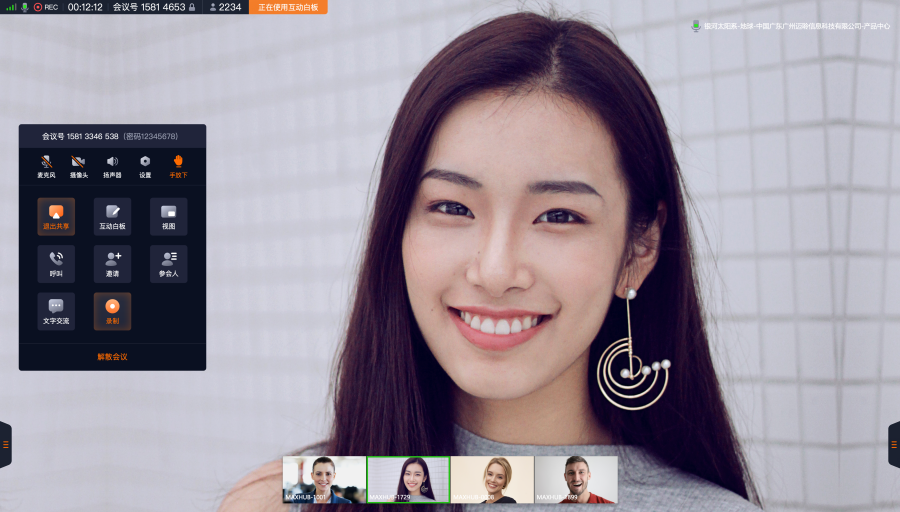 REC 00:12:12 会议号 1581 4653 2234 正在使用互动白板
银河太阳系-地球-中国广东广州迈聆信息科技有限公司-产品中心
会议号 1581 3346 538 (密码12345678)
麦克风 摄像头 扬声器 设置 手放下
退出共享 互动白板 视图
呼叫 邀请 参会人
文字交流 录制
解散会议
MAXHUB-1001 MAXHUB-1729